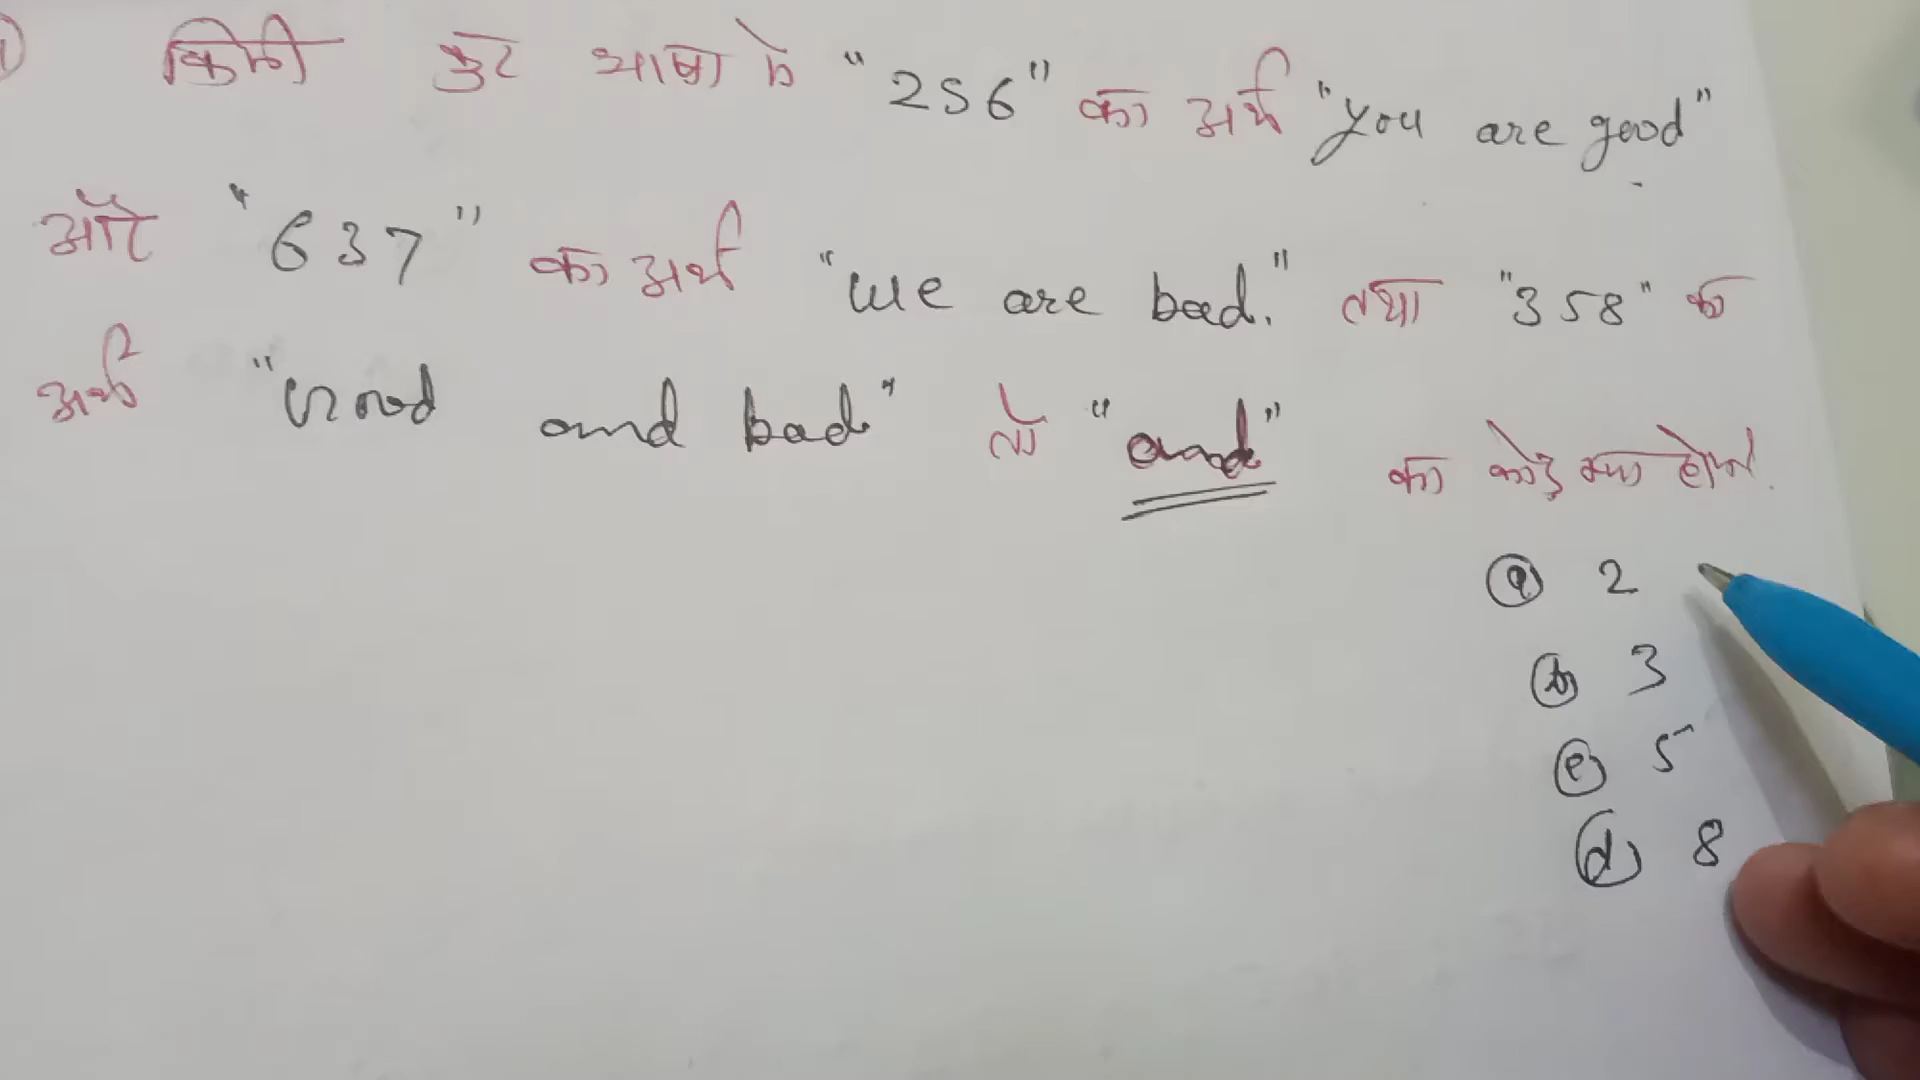 किसी कुट भाषा मे "256" का अर्थ "You are good"
और "637" का अर्थ "we are bad." तथा "358" का
अर्थ "Good and bad" तो "and" का कोड क्या होगा.
(a) 2
(b) 3
(c) 5
(d) 8